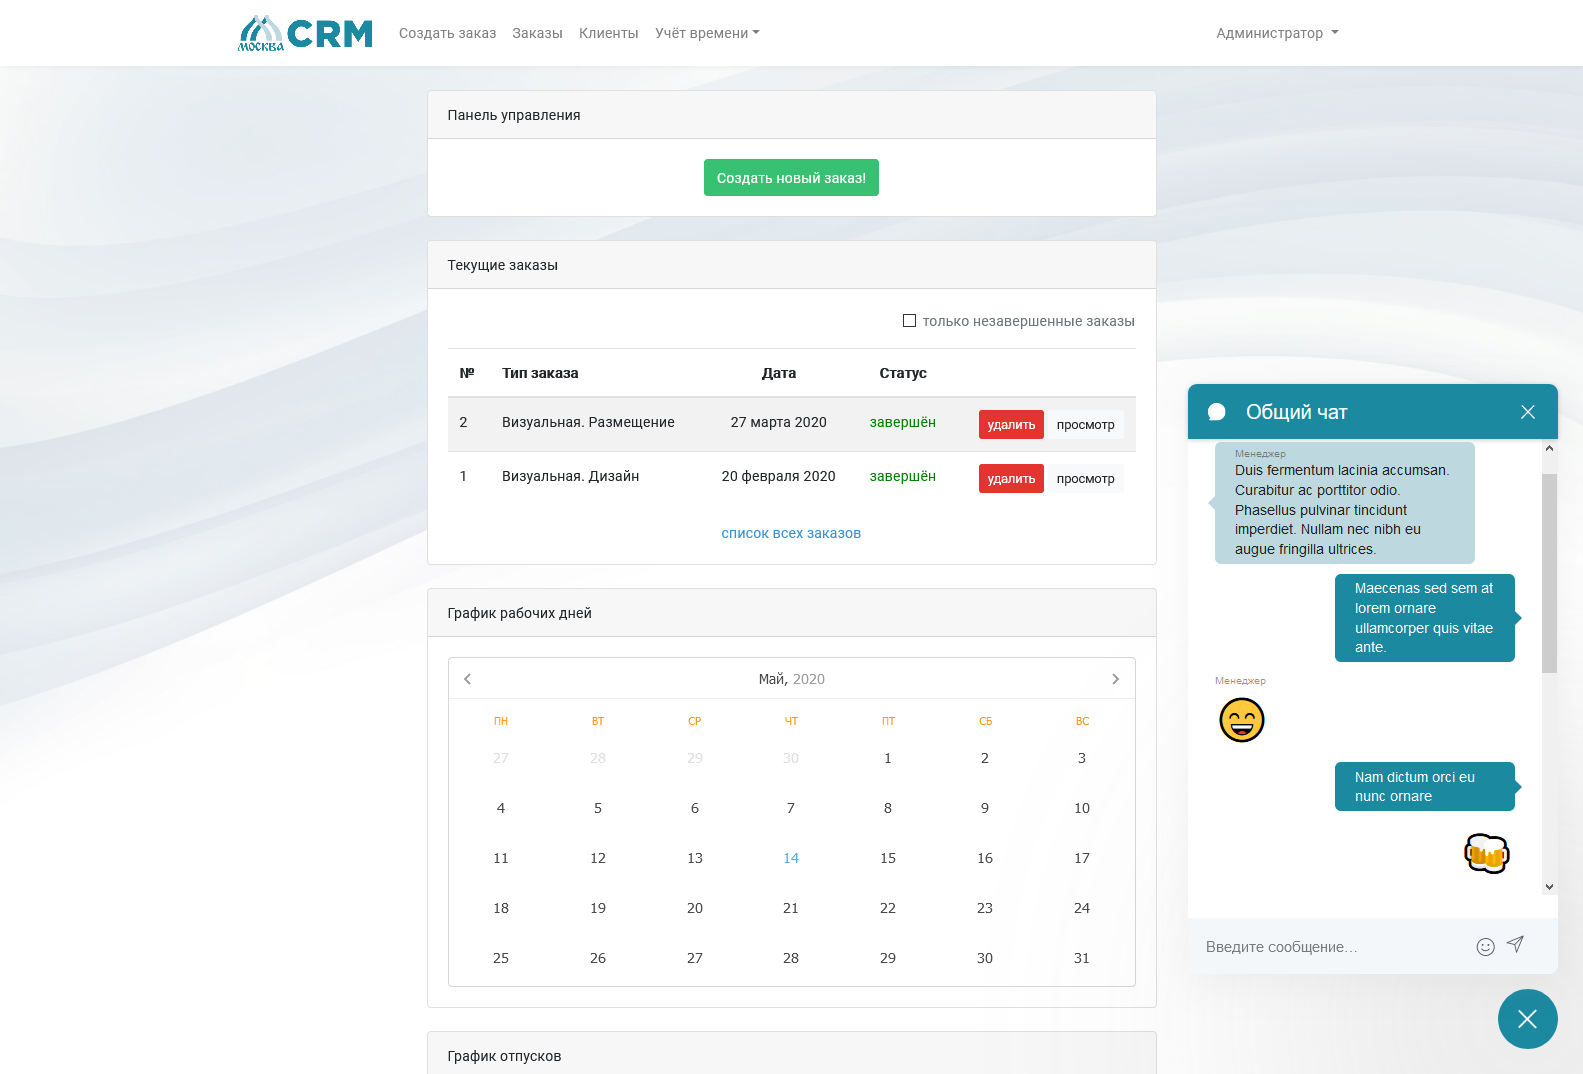 МОСКВА CRM
Создать заказ Заказы Клиенты Учёт времени Администратор
Панель управления
Создать новый заказ!
Текущие заказы
только незавершенные заказы
№ Тип заказа Дата Статус
2 Визуальная. Размещение 27 марта 2020 завершён удалить просмотр
1 Визуальная. Дизайн 20 февраля 2020 завершён удалить просмотр
список всех заказов
График рабочих дней
Май, 2020
ПН ВТ СР ЧТ ПТ СБ ВС
27 28 29 30 1 2 3
4 5 6 7 8 9 10
11 12 13 14 15 16 17
18 19 20 21 22 23 24
25 26 27 28 29 30 31
График отпусков
Общий чат
Менеджер
Duis fermentum lacinia accumsan.
Curabitur ac porttitor odio.
Phasellus pulvinar tincidunt
imperdiet. Nullam nec nibh eu
augue fringilla ultrices.
Maecenas sed sem at
lorem ornare
ullamcorper quis vitae
ante.
Менеджер
Nam dictum orci eu
nunc ornare
Введите сообщение...